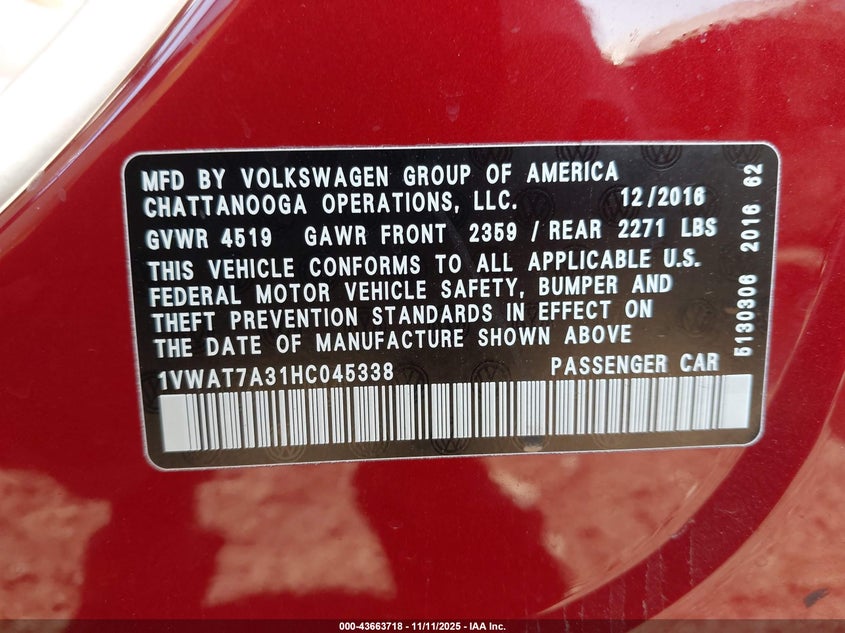 MFD BY VOLKSWAGEN GROUP OF AMERICA
CHATTANOOGA OPERATIONS, LLC. 12/2016
GVWR 4519 GAWR FRONT 2359 / REAR 2271 LBS
THIS VEHICLE CONFORMS TO ALL APPLICABLE U.S.
FEDERAL MOTOR VEHICLE SAFETY, BUMPER AND
THEFT PREVENTION STANDARDS IN EFFECT ON
THE DATE OF MANUFACTURE SHOWN ABOVE
1VWAT7A31HC045338 PASSENGER CAR
5130306 2016 62
000-43663718 - 11/11/2025 - IAA Inc.